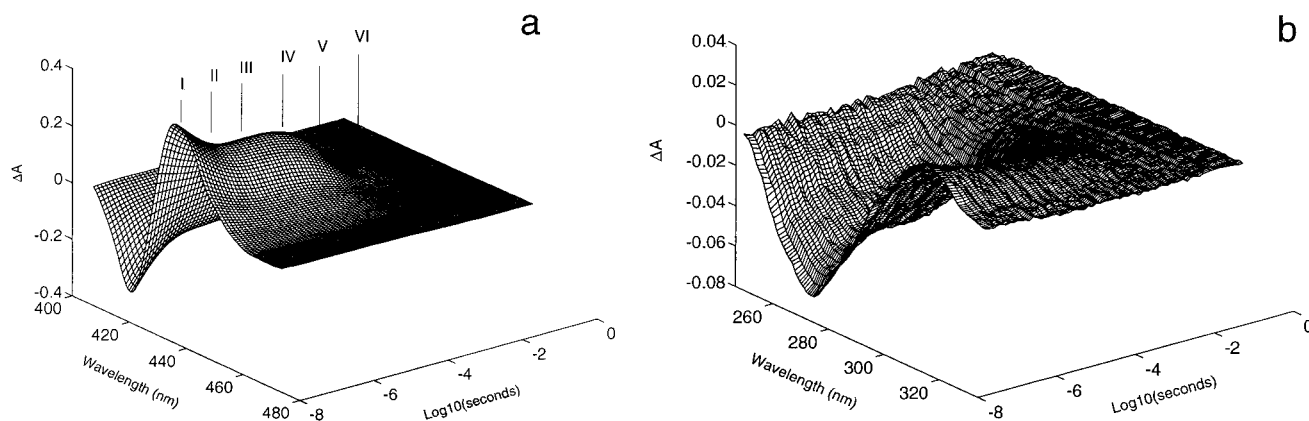 a
I
II
III
IV
V
VI
0.4
0.2
0
-0.2
-0.4
ΔA
400
420
440
460
480
Wavelength (nm)
-8
-6
-4
-2
0
Log10(seconds)
b
0.04
0.02
0
-0.02
-0.04
-0.06
-0.08
ΔA
260
280
300
320
Wavelength (nm)
-8
-6
-4
-2
0
Log10(seconds)